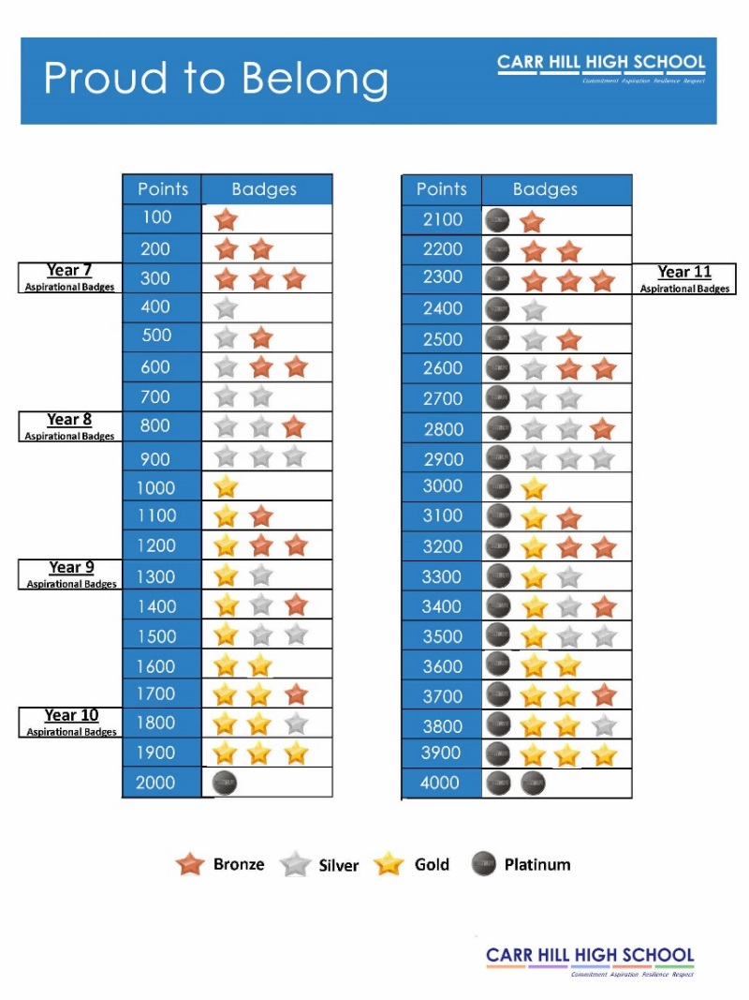 Proud to Belong
CARR HILL HIGH SCHOOL
Commitment Aspiration Resilience Respect
Points Badges
100
200
Year 7
Aspirational Badges
300
400
500
600
700
Year 8
Aspirational Badges
800
900
1000
1100
1200
Year 9
Aspirational Badges
1300
1400
1500
1600
1700
Year 10
Aspirational Badges
1800
1900
2000
Points Badges
2100
2200
2300
Year 11
Aspirational Badges
2400
2500
2600
2700
2800
2900
3000
3100
3200
3300
3400
3500
3600
3700
3800
3900
4000
Bronze Silver Gold Platinum
CARR HILL HIGH SCHOOL
Commitment Aspiration Resilience Respect